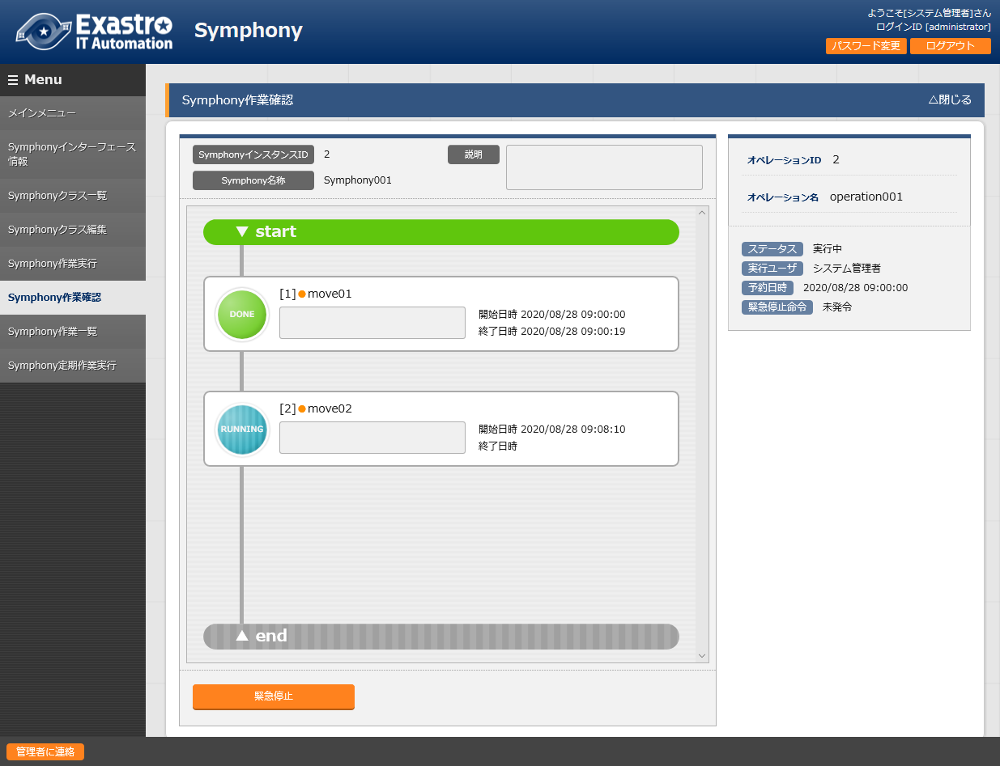 Exastro
IT Automation
Symphony
ようこそ[システム管理者]さん
ログインID [administrator]
パスワード変更
ログアウト
Menu
メインメニュー
Symphonyインターフェース
情報
Symphonyクラス一覧
Symphonyクラス編集
Symphony作業実行
Symphony作業確認
Symphony作業一覧
Symphony定期作業実行
Symphony作業確認
△閉じる
SymphonyインスタンスID 2
説明
Symphony名称 Symphony001
▼ start
DONE
[1]●move01
開始日時 2020/08/28 09:00:00
終了日時 2020/08/28 09:00:19
RUNNING
[2]●move02
開始日時 2020/08/28 09:08:10
終了日時
▲ end
緊急停止
オペレーションID 2
オペレーション名 operation001
ステータス 実行中
実行ユーザ システム管理者
予約日時 2020/08/28 09:00:00
緊急停止命令 未発令
管理者に連絡